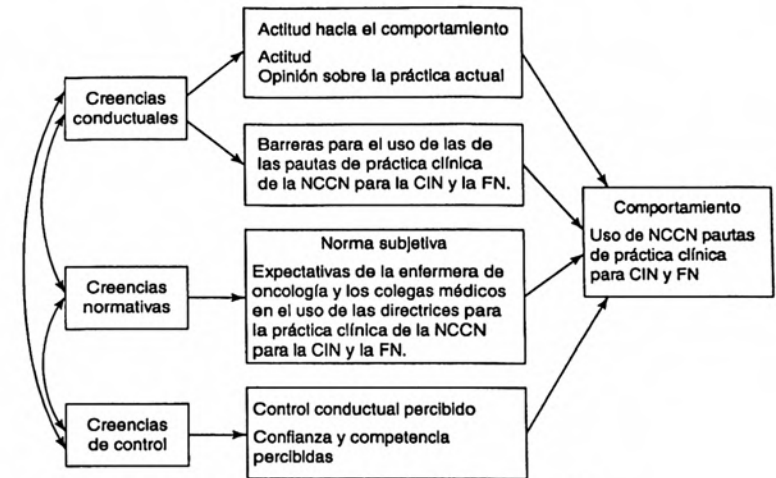 Actitud hacia el comportamiento
Actitud
Opinión sobre la práctica actual
Creencias
conductuales
Barreras para el uso de las de
las pautas de práctica clínica
de la NCCN para la CIN y la FN.
Comportamiento
Uso de NCCN pautas
de práctica clínica
para CIN y FN
Norma subjetiva
Expectativas de la enfermera de
oncología y los colegas médicos
en el uso de las directrices para
la práctica clínica de la NCCN
para la CIN y la FN.
Creencias
normativas
Control conductual percibido
Confianza y competencia
percibidas
Creencias
de control